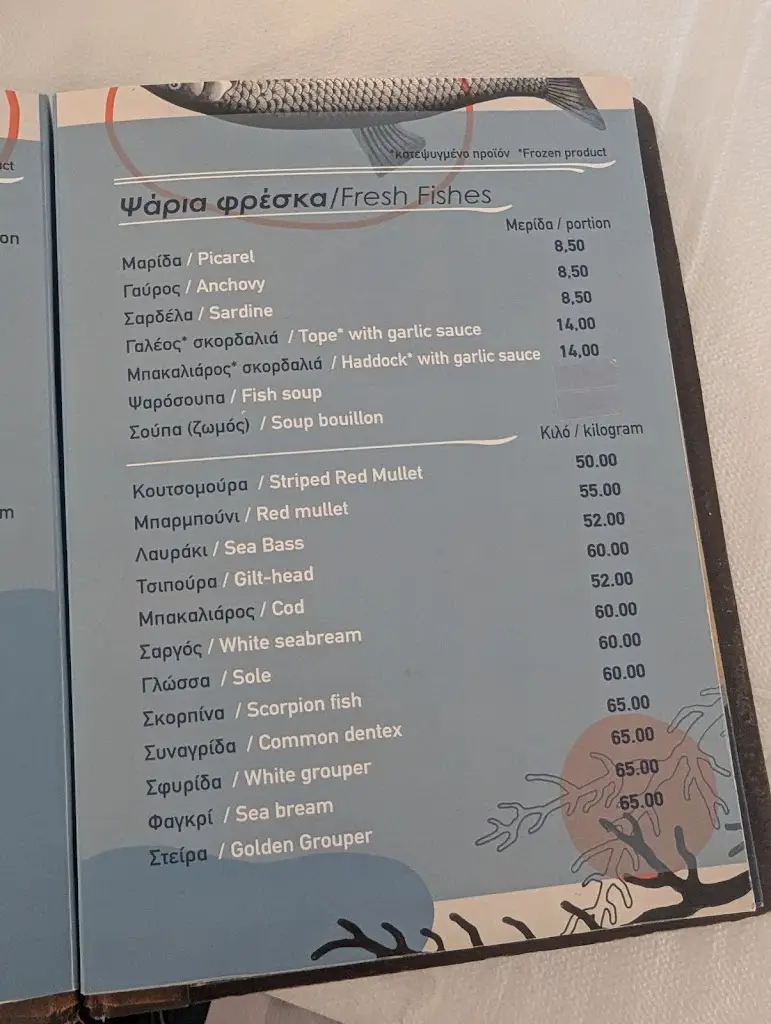 ct
on
m
*κατεψυγμένο προϊόν *Frozen product
Ψάρια φρέσκα/Fresh Fishes
Μερίδα / portion
Μαρίδα / Picarel 8,50
Γαύρος / Anchovy 8,50
Σαρδέλα / Sardine 8,50
Γαλέος* σκορδαλιά / Tope* with garlic sauce 14,00
Μπακαλιάρος* σκορδαλιά / Haddock* with garlic sauce 14,00
Ψαρόσουπα / Fish soup
Σούπα (ζωμός) / Soup bouillon
Κιλό / kilogram
Κουτσομούρα / Striped Red Mullet 50.00
Μπαρμπούνι / Red mullet 55.00
Λαυράκι / Sea Bass 52.00
Τσιπούρα / Gilt-head 60.00
Μπακαλιάρος / Cod 52.00
Σαργός / White seabream 60.00
Γλώσσα / Sole 60.00
Σκορπίνα / Scorpion fish 60.00
Συναγρίδα / Common dentex 65.00
Σφυρίδα / White grouper 65.00
Φαγκρί / Sea bream 65.00
Στείρα / Golden Grouper 65.00